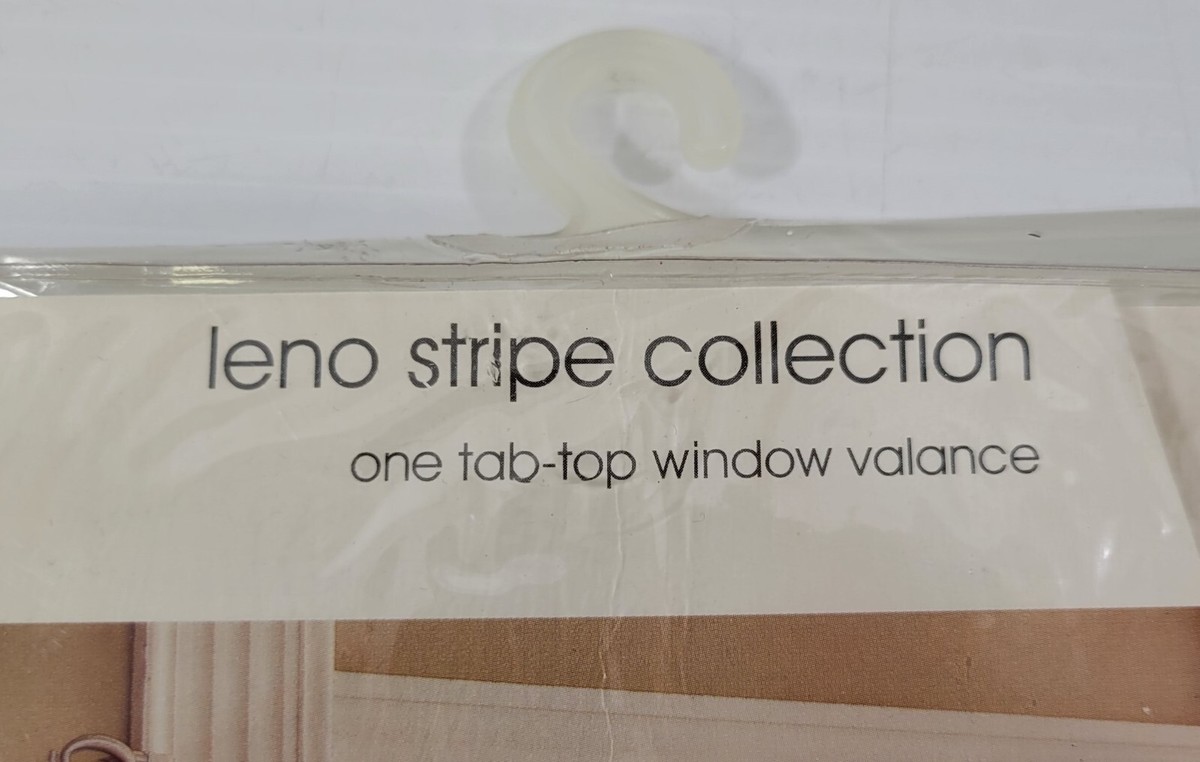 leno stripe collection
one tab-top window valance